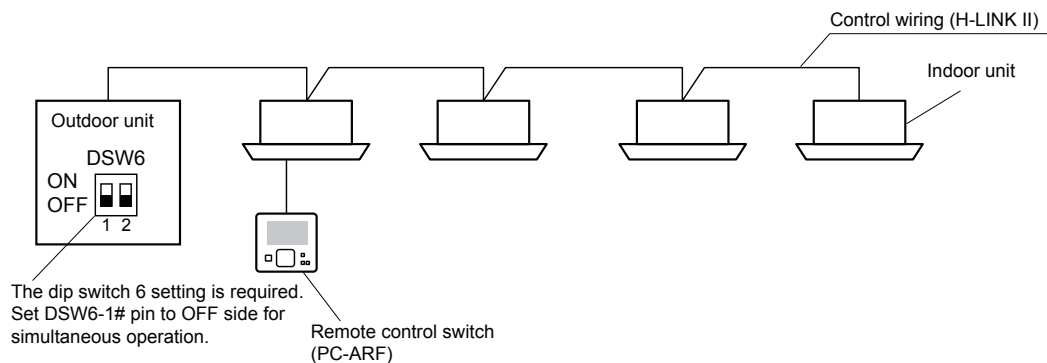 Control wiring (H-LINK II)
Indoor unit
Outdoor unit
DSW6
ON
OFF
1 2
The dip switch 6 setting is required.
Set DSW6-1# pin to OFF side for
simultaneous operation.
Remote control switch
(PC-ARF)